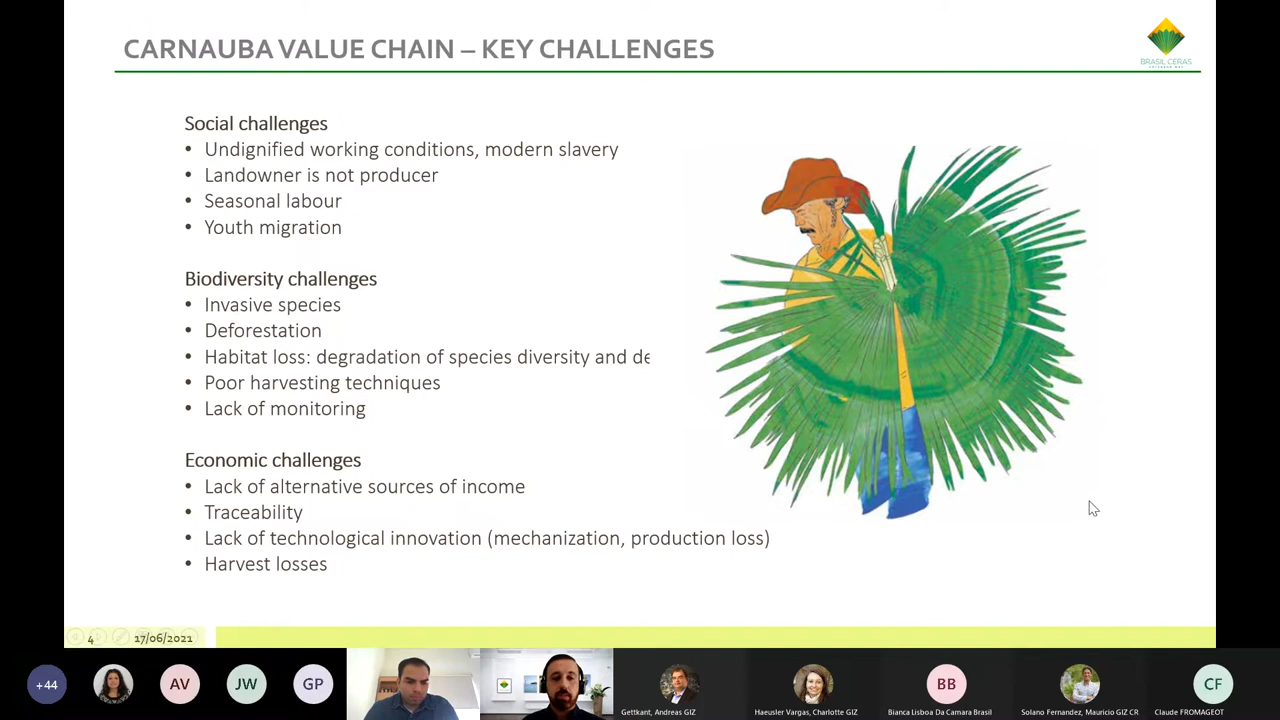 CARNAUBA VALUE CHAIN – KEY CHALLENGES
BRASIL CERAS
Social challenges
• Undignified working conditions, modern slavery
• Landowner is not producer
• Seasonal labour
• Youth migration
Biodiversity challenges
• Invasive species
• Deforestation
• Habitat loss: degradation of species diversity and de
• Poor harvesting techniques
• Lack of monitoring
Economic challenges
• Lack of alternative sources of income
• Traceability
• Lack of technological innovation (mechanization, production loss)
• Harvest losses
4 17/06/2021
+44
AV
JW
GP
BB
CF
Gettkant, Andreas GIZ
Haeusler Vargas, Charlotte GIZ
Bianca Lisboa Da Camara Brasil
Solano Fernandez, Mauricio GIZ CR
Claude FROMAGEOT